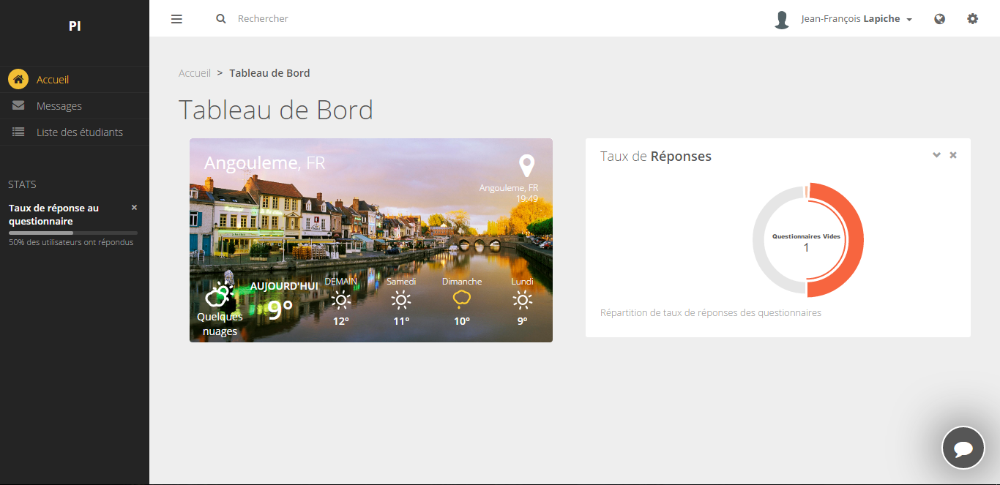 PI
Rechercher
Jean-François Lapiche
Accueil
Messages
Liste des étudiants
STATS
Taux de réponse au
questionnaire
×
50% des utilisateurs ont répondus
Accueil > Tableau de Bord
Tableau de Bord
Angouleme, FR
Angouleme, FR
19:49
Quelques
nuages
AUJOURD'HUI
9°
DEMAIN
12°
Samedi
11°
Dimanche
10°
Lundi
9°
Taux de Réponses
Questionnaires Vides
1
Répartition de taux de réponses des questionnaires